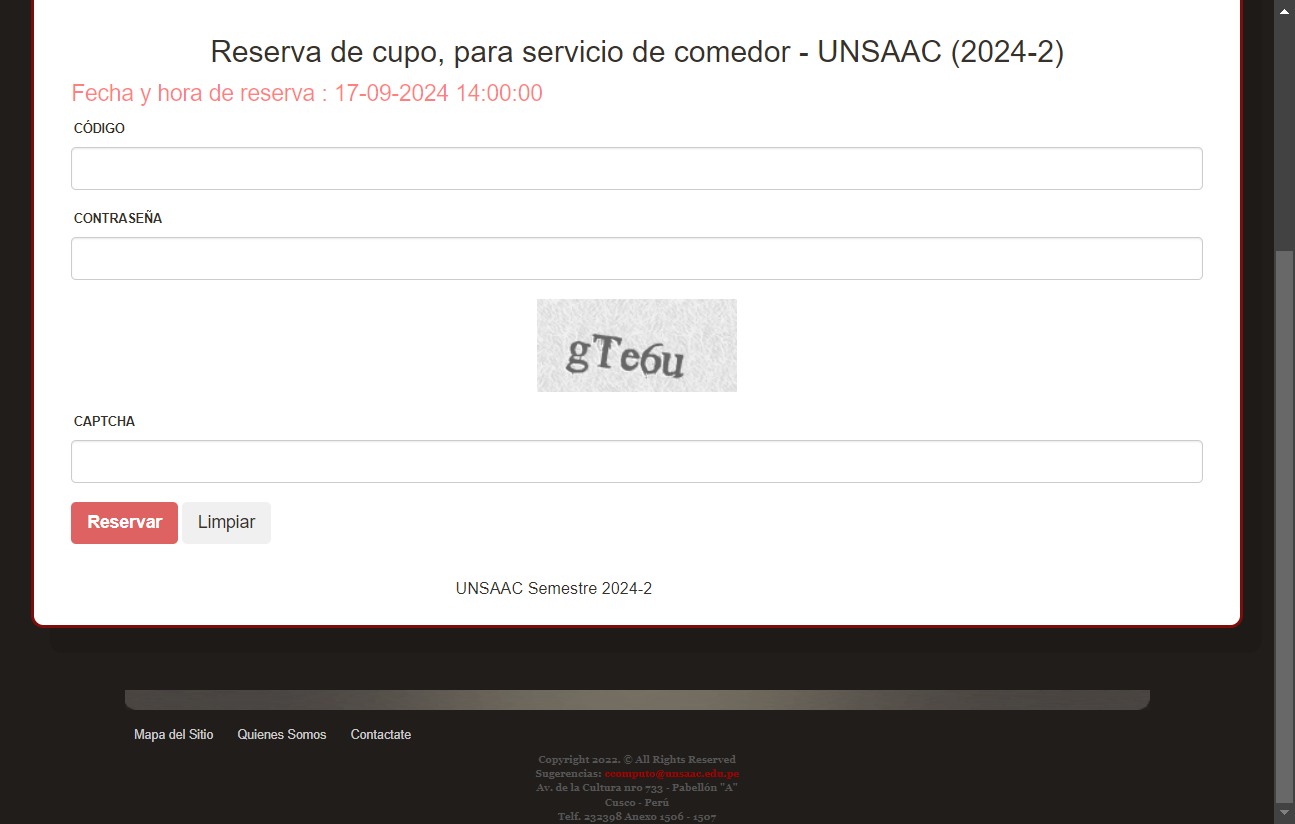 Reserva de cupo, para servicio de comedor - UNSAAC (2024-2)
Fecha y hora de reserva : 17-09-2024 14:00:00
CÓDIGO
CONTRASEÑA
gTe6u
CAPTCHA
Reservar Limpiar
UNSAAC Semestre 2024-2
Mapa del Sitio Quienes Somos Contactate
Copyright 2022. © All Rights Reserved
Sugerencias: ccomputo@unsaac.edu.pe
Av. de la Cultura nro 733 - Pabellón "A"
Cusco - Perú
Telf. 232398 Anexo 1506 - 1507